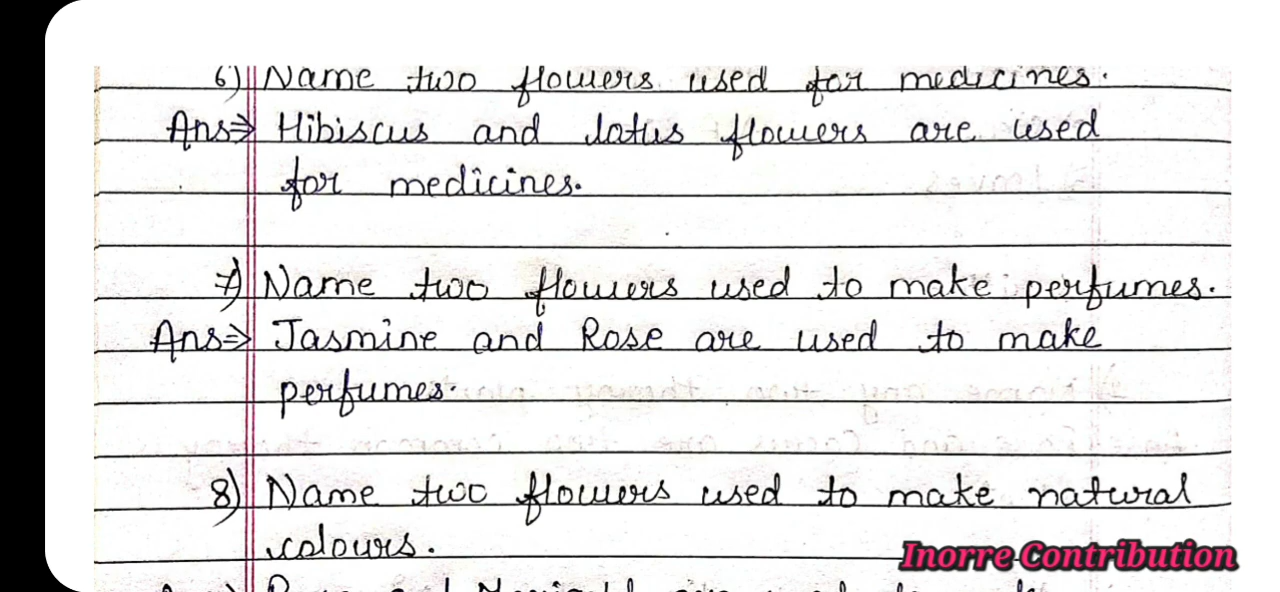 6) Name two flowers used for medicines.
Ans⇒ Hibiscus and lotus flowers are used
for medicines.
7) Name two flowers used to make perfumes.
Ans⇒ Jasmine and Rose are used to make
perfumes.
8) Name two flowers used to make natural
colours.
Inorre Contribution